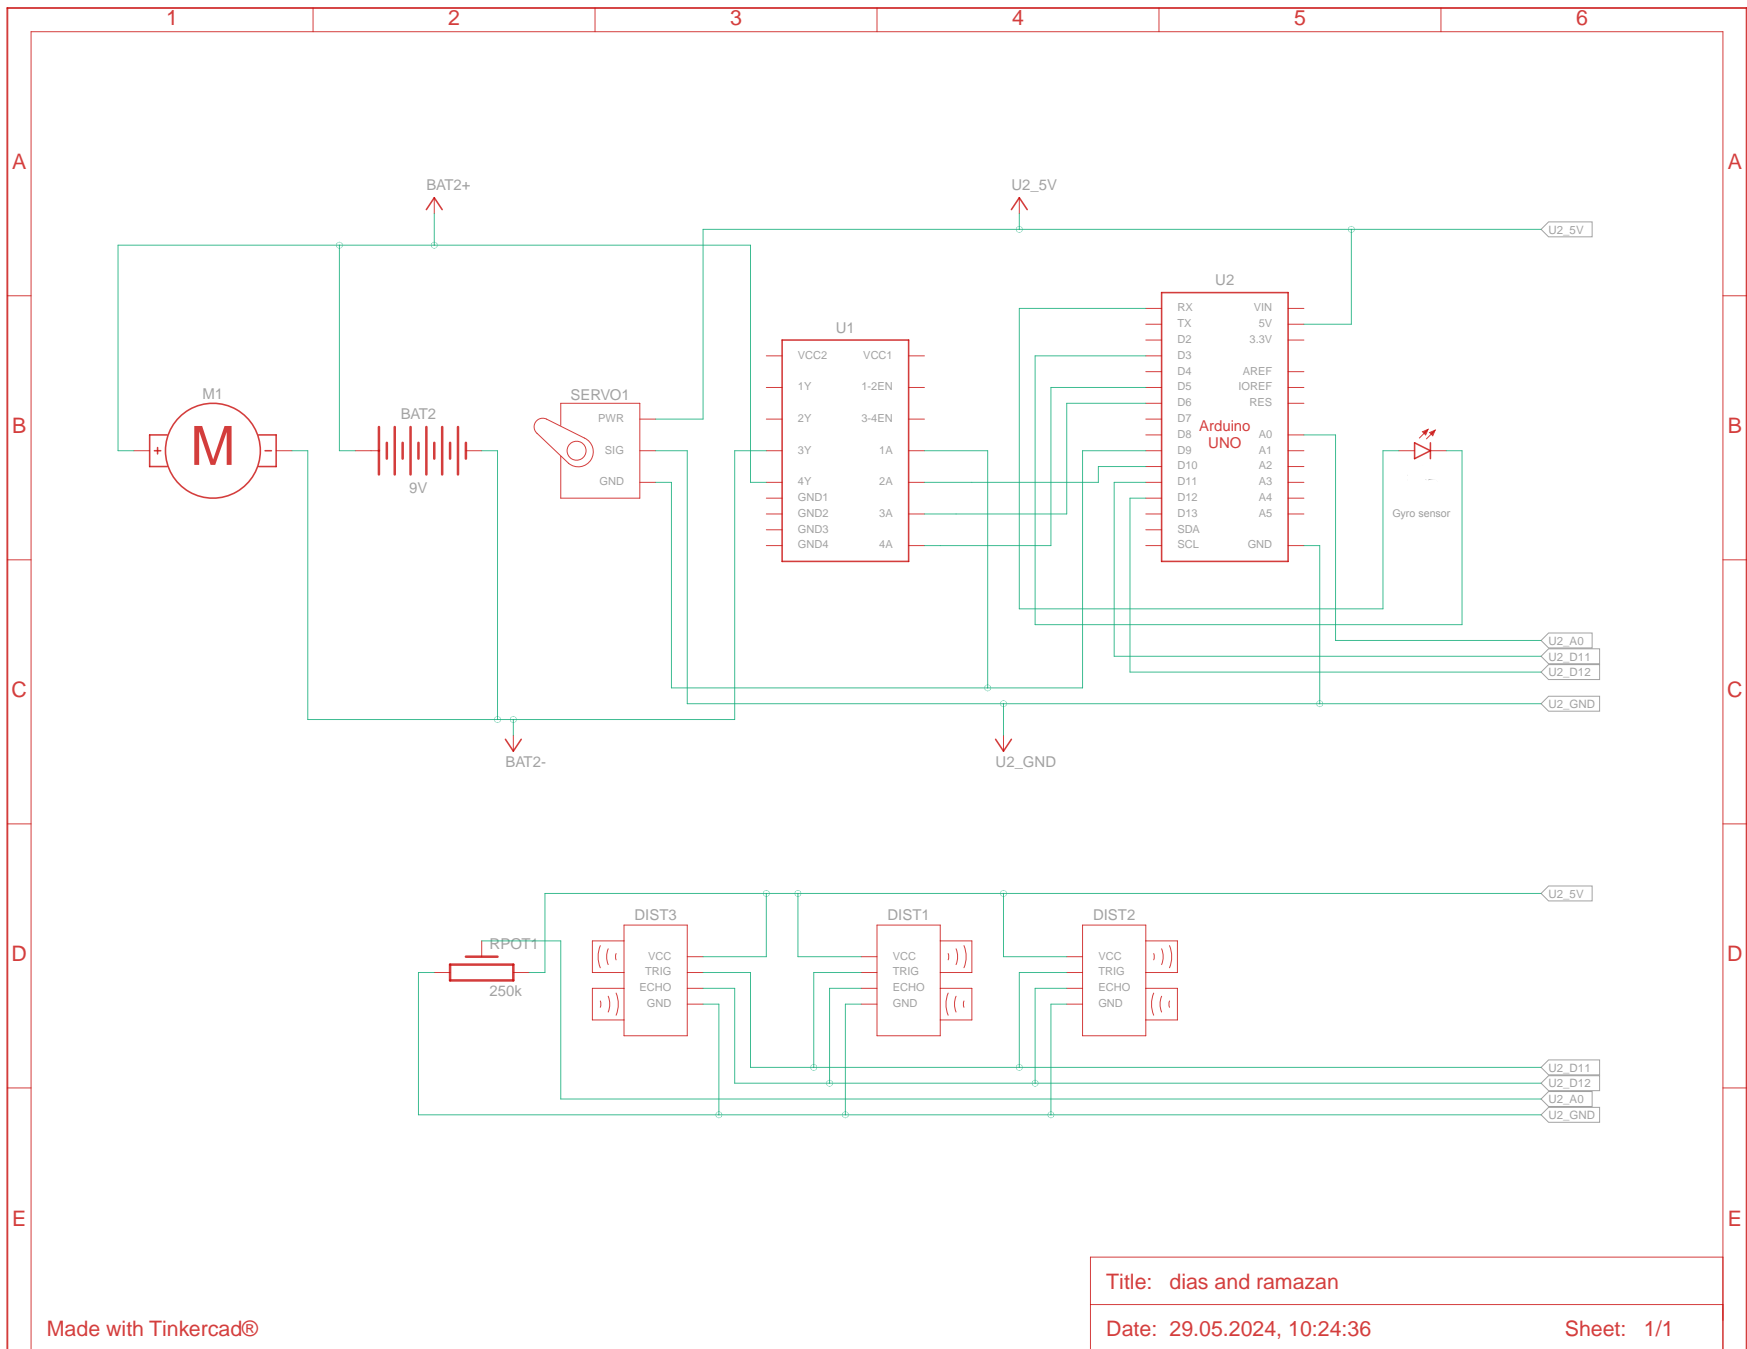 1 2 3 4 5 6
A A
BAT2+ U2_5V
U2_5V
U2
U1
RX VIN
TX 5V
D2 3.3V
D3
D4 AREF
D5 IOREF
D6 RES
D7
D8 A0
D9 A1
D10 A2
D11 A3
D12 A4
D13 A5
SDA
SCL GND
Arduino
UNO
VCC2 VCC1
1Y 1-2EN
2Y 3-4EN
3Y 1A
4Y 2A
GND1
GND2 3A
GND3
GND4 4A
M1
M
+ -
BAT2
9V
SERVO1
PWR
SIG
GND
B B
Gyro sensor
U2_A0
U2_D11
U2_D12
U2_GND
C C
BAT2- U2_GND
U2_5V
D D
RPOT1
250k
DIST3
VCC
TRIG
ECHO
GND
DIST1
VCC
TRIG
ECHO
GND
DIST2
VCC
TRIG
ECHO
GND
U2_D11
U2_D12
U2_A0
U2_GND
E E
Title: dias and ramazan
Made with Tinkercad®
Date: 29.05.2024, 10:24:36 Sheet: 1/1